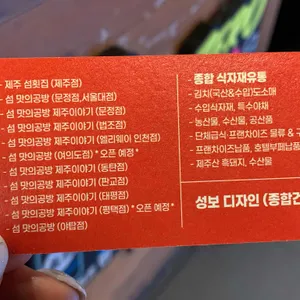 - 제주 섬횟집 (제주점)
- 섬 맛의공방 (문정점,서울대점)
- 섬 맛의공방 제주이야기 (문정점)
- 섬 맛의공방 제주이야기 (법조점)
- 섬 맛의공방 제주이야기 (엘리웨이 인천점)
- 섬 맛의공방 (여의도점) *오픈 예정*
- 섬 맛의공방 제주이야기 (동탄점)
- 섬 맛의공방 제주이야기 (판교점)
- 섬 맛의공방 제주이야기 (태평점)
- 섬 맛의공방 제주이야기 (평택점) *오픈 예정*
- 섬 맛의공방 (야탑점)
종합 식자재유통
- 김치(국산&수입)도소매
- 수입식자재, 특수야채
- 농산물, 수산물, 공산품
- 단체급식·프랜차이즈 물류 &
- 프랜차이즈납품, 호텔부페납품
- 제주산 흑돼지, 수산물
성보 디자인 (종합건